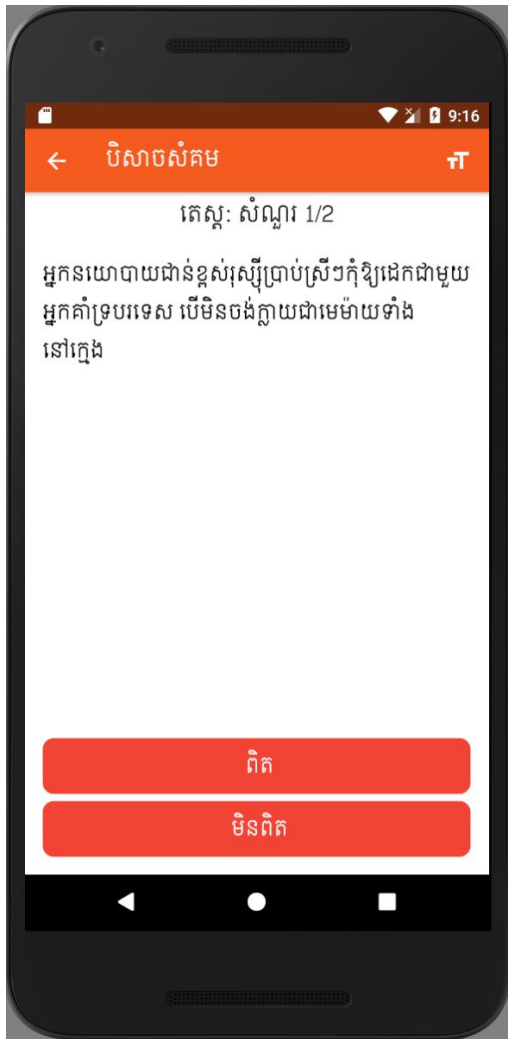 9:16
បិសាចសំគម
តេស្ត: សំណួរ 1/2
អ្នកនយោបាយជាន់ខ្ពស់រុស្ស៊ីប្រាប់ស្រីៗកុំឱ្យដេកជាមួយ
អ្នកគាំទ្របរទេស បើមិនចង់ក្លាយជាមេម៉ាយទាំង
នៅក្មេង
ពិត
មិនពិត